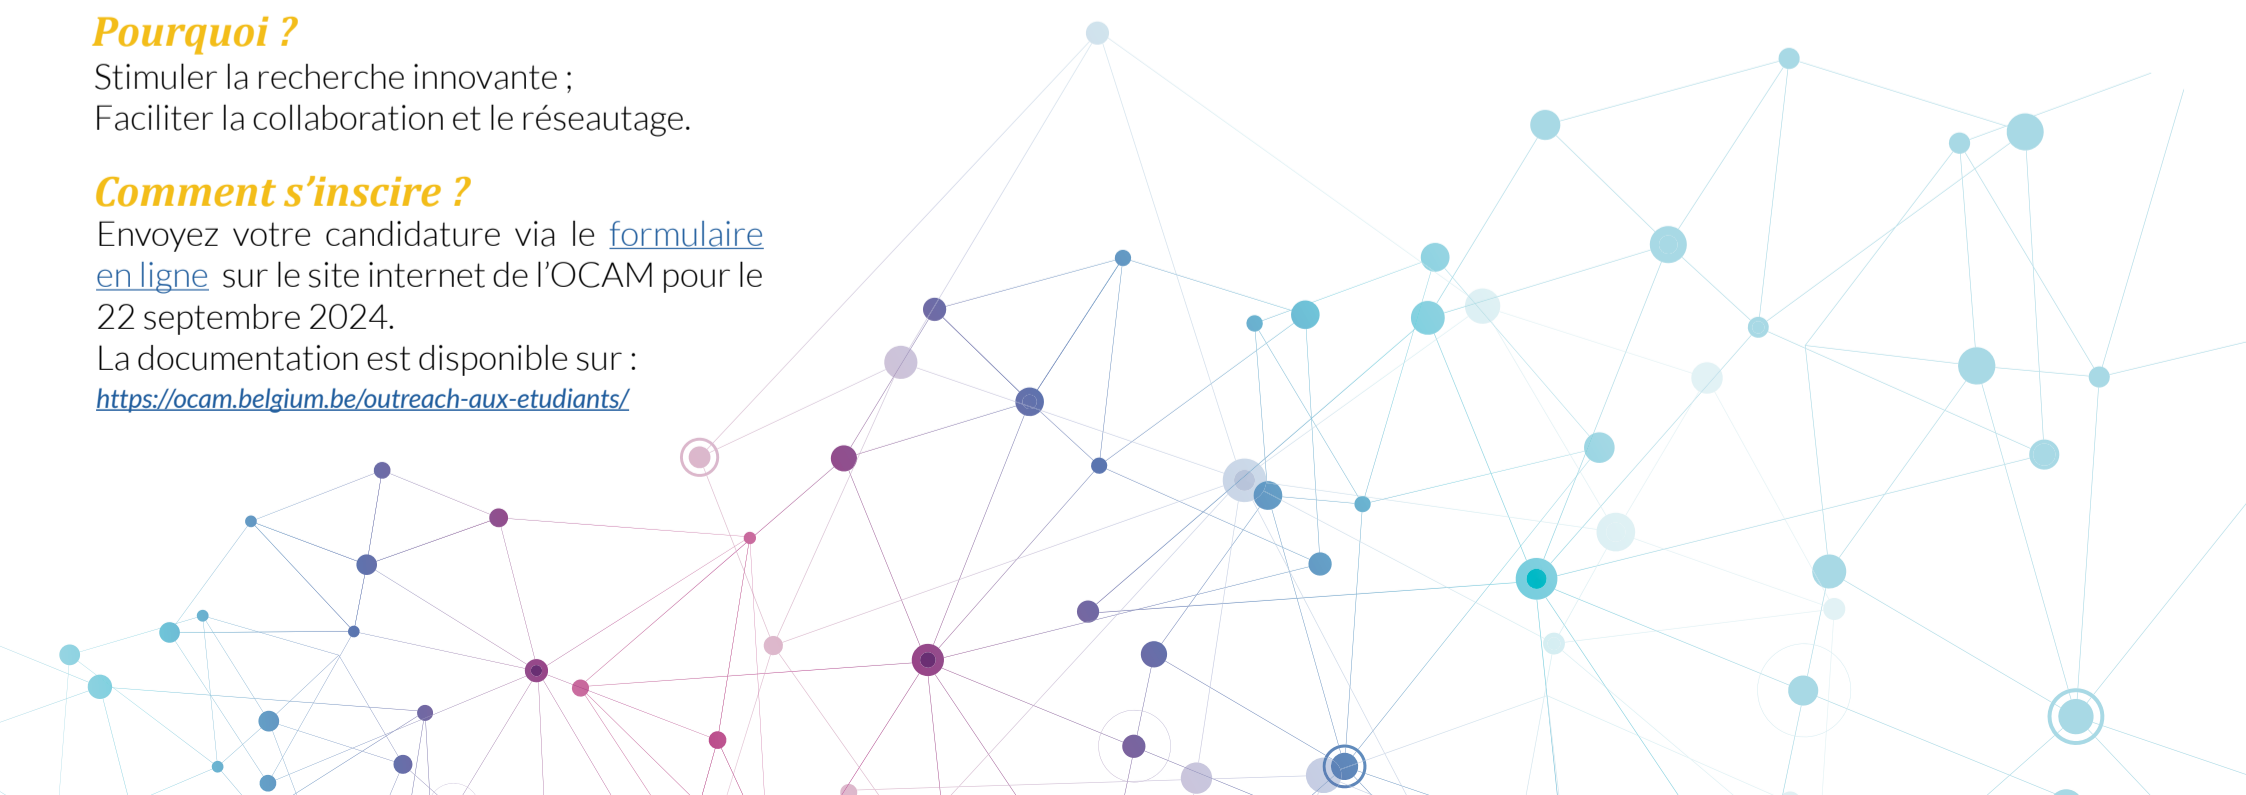 Pourquoi ?
Stimuler la recherche innovante ;
Faciliter la collaboration et le réseautage.
Comment s’inscire ?
Envoyez votre candidature via le formulaire
en ligne sur le site internet de l’OCAM pour le
22 septembre 2024.
La documentation est disponible sur :
https://ocam.belgium.be/outreach-aux-etudiants/